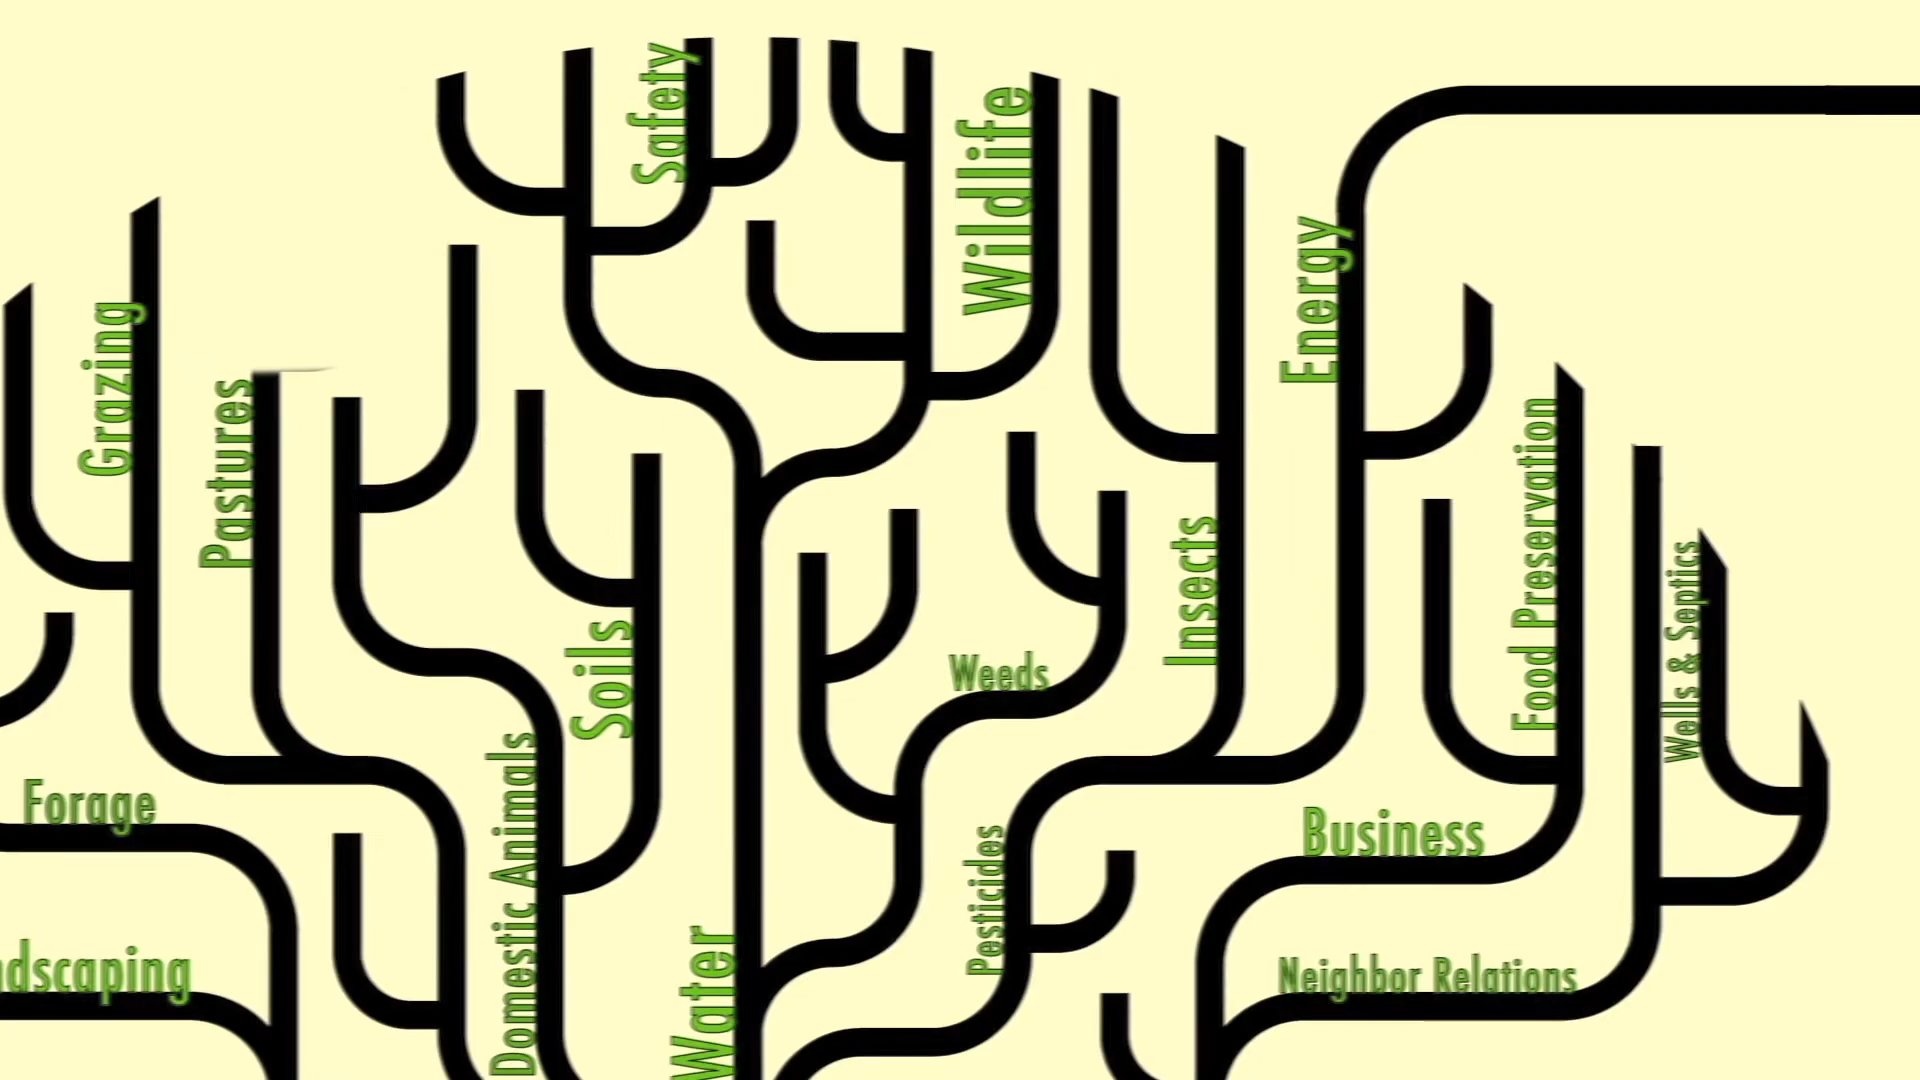 Safety
Wildlife
Grazing
Energy
Pastures
Food Preservation
Insects
Wells & Septics
Soils
Weeds
Forage
Domestic Animals
Business
Pesticides
ndscaping
Water
Neighbor Relations